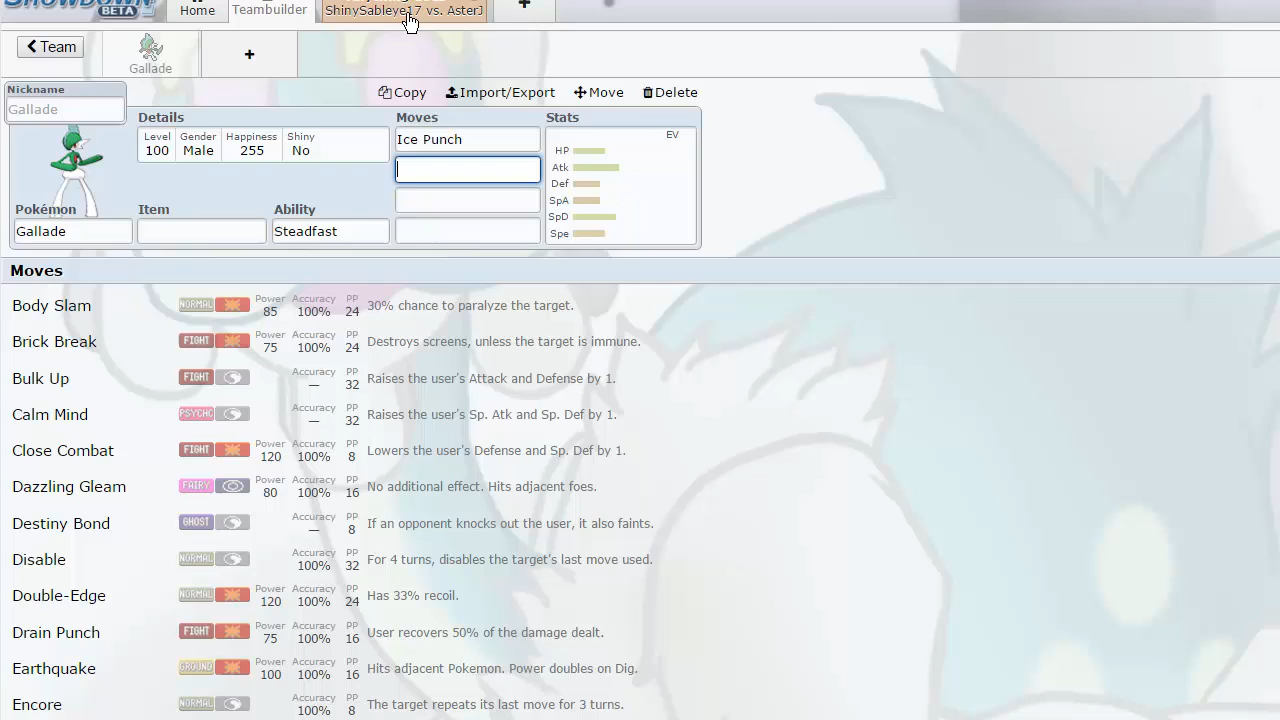 SHOWDOWN
BETA
Home
Teambuilder
ShinySableye17 vs. AsterJ
+
Team
Gallade
+
Nickname
Gallade
Copy
Import/Export
Move
Delete
Details
Level
100
Gender
Male
Happiness
255
Shiny
No
Moves
Ice Punch
Stats
EV
HP
Atk
Def
SpA
SpD
Spe
Pokémon
Gallade
Item
Ability
Steadfast
Moves
Body Slam NORMAL Power 85 Accuracy 100% PP 24 30% chance to paralyze the target.
Brick Break FIGHT Power 75 Accuracy 100% PP 24 Destroys screens, unless the target is immune.
Bulk Up FIGHT Accuracy — PP 32 Raises the user's Attack and Defense by 1.
Calm Mind PSYCHC Accuracy — PP 32 Raises the user's Sp. Atk and Sp. Def by 1.
Close Combat FIGHT Power 120 Accuracy 100% PP 8 Lowers the user's Defense and Sp. Def by 1.
Dazzling Gleam FAIRY Power 80 Accuracy 100% PP 16 No additional effect. Hits adjacent foes.
Destiny Bond GHOST Accuracy — PP 8 If an opponent knocks out the user, it also faints.
Disable NORMAL Accuracy 100% PP 32 For 4 turns, disables the target's last move used.
Double-Edge NORMAL Power 120 Accuracy 100% PP 24 Has 33% recoil.
Drain Punch FIGHT Power 75 Accuracy 100% PP 16 User recovers 50% of the damage dealt.
Earthquake GROUND Power 100 Accuracy 100% PP 16 Hits adjacent Pokemon. Power doubles on Dig.
Encore NORMAL Accuracy 100% PP 8 The target repeats its last move for 3 turns.